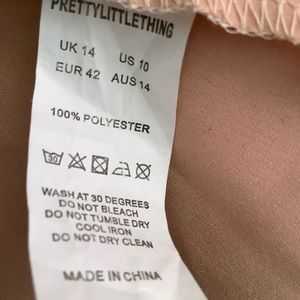 PRETTYLITTLETHING
UK 14 US 10
EUR 42 AUS 14
100% POLYESTER
30
WASH AT 30 DEGREES
DO NOT BLEACH
DO NOT TUMBLE DRY
COOL IRON
DO NOT DRY CLEAN
MADE IN CHINA